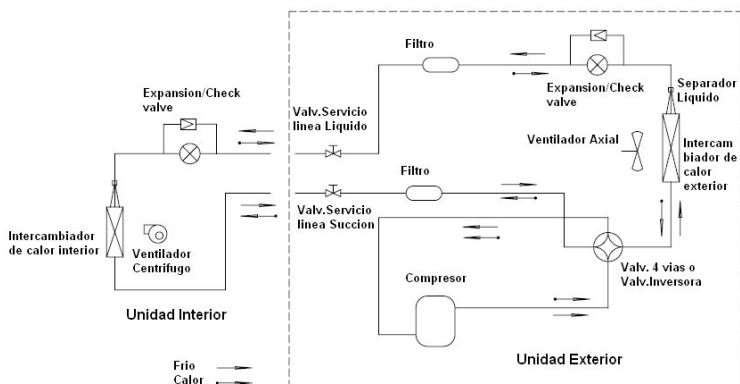 Filtro
Expansion/Check
valve
Separador
Liquido
Expansion/Check
valve
Valv.Servicio
linea Liquido
Ventilador Axial
Intercam
biador de
calor
exterior
Filtro
Valv.Servicio
linea Succion
Intercambiador
de calor interior
Ventilador
Centrifugo
Compresor
Valv. 4 vias o
Valv.Inversora
Unidad Interior
Unidad Exterior
Frio
Calor